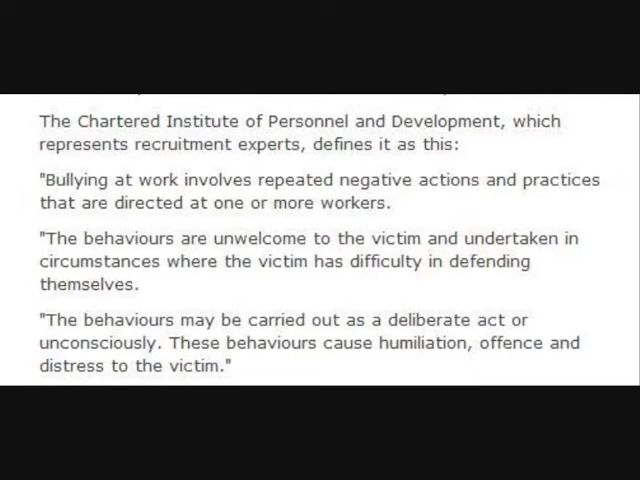 The Chartered Institute of Personnel and Development, which
represents recruitment experts, defines it as this:
"Bullying at work involves repeated negative actions and practices
that are directed at one or more workers.
"The behaviours are unwelcome to the victim and undertaken in
circumstances where the victim has difficulty in defending
themselves.
"The behaviours may be carried out as a deliberate act or
unconsciously. These behaviours cause humiliation, offence and
distress to the victim."